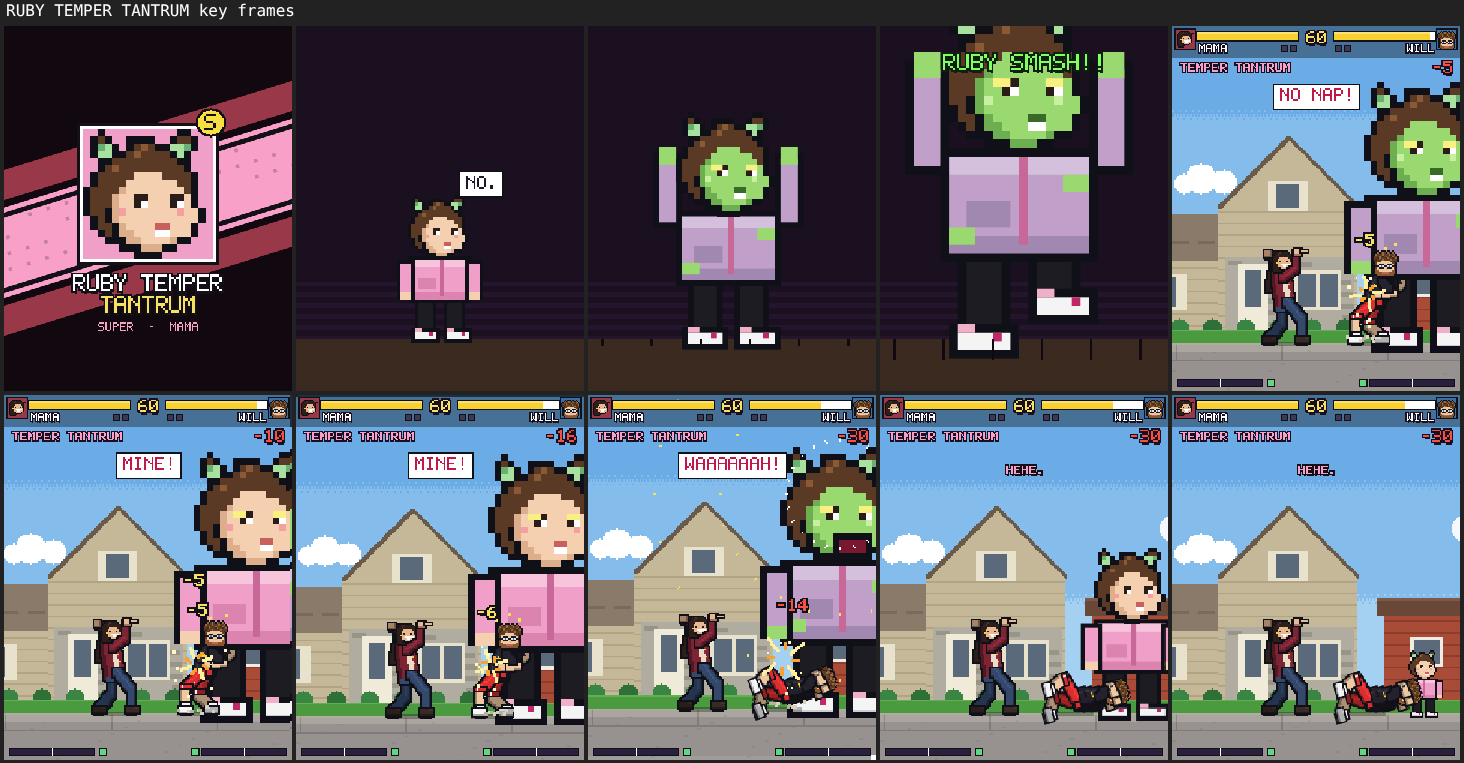 RUBY TEMPER TANTRUM key frames
S
RUBY TEMPER
TANTRUM
SUPER - MAMA
NO.
RUBY SMASH!!
60
MAMA
WILL
TEMPER TANTRUM
-5
NO NAP!
-5
60
MAMA
WILL
TEMPER TANTRUM
-10
MINE!
-5
-5
60
MAMA
WILL
TEMPER TANTRUM
-16
MINE!
-6
60
MAMA
WILL
TEMPER TANTRUM
-30
WAAAAAAH!
-14
60
MAMA
WILL
TEMPER TANTRUM
-30
HEHE.
60
MAMA
WILL
TEMPER TANTRUM
-30
HEHE.